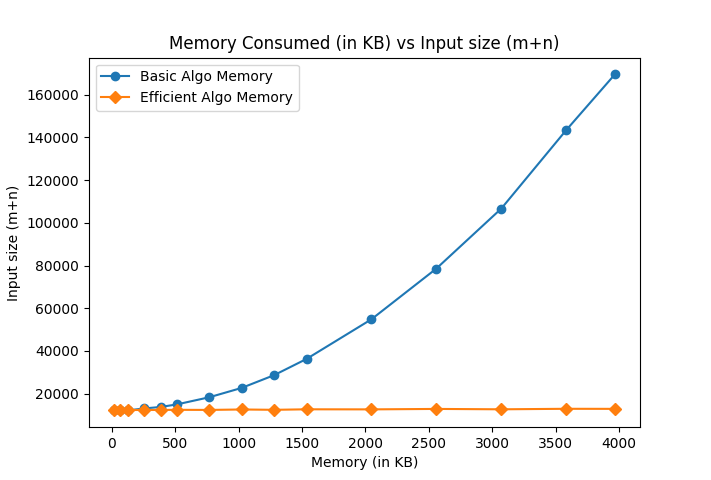 Memory Consumed (in KB) vs Input size (m+n)
Basic Algo Memory
Efficient Algo Memory
160000
140000
120000
100000
80000
60000
40000
20000
Input size (m+n)
0 500 1000 1500 2000 2500 3000 3500 4000
Memory (in KB)